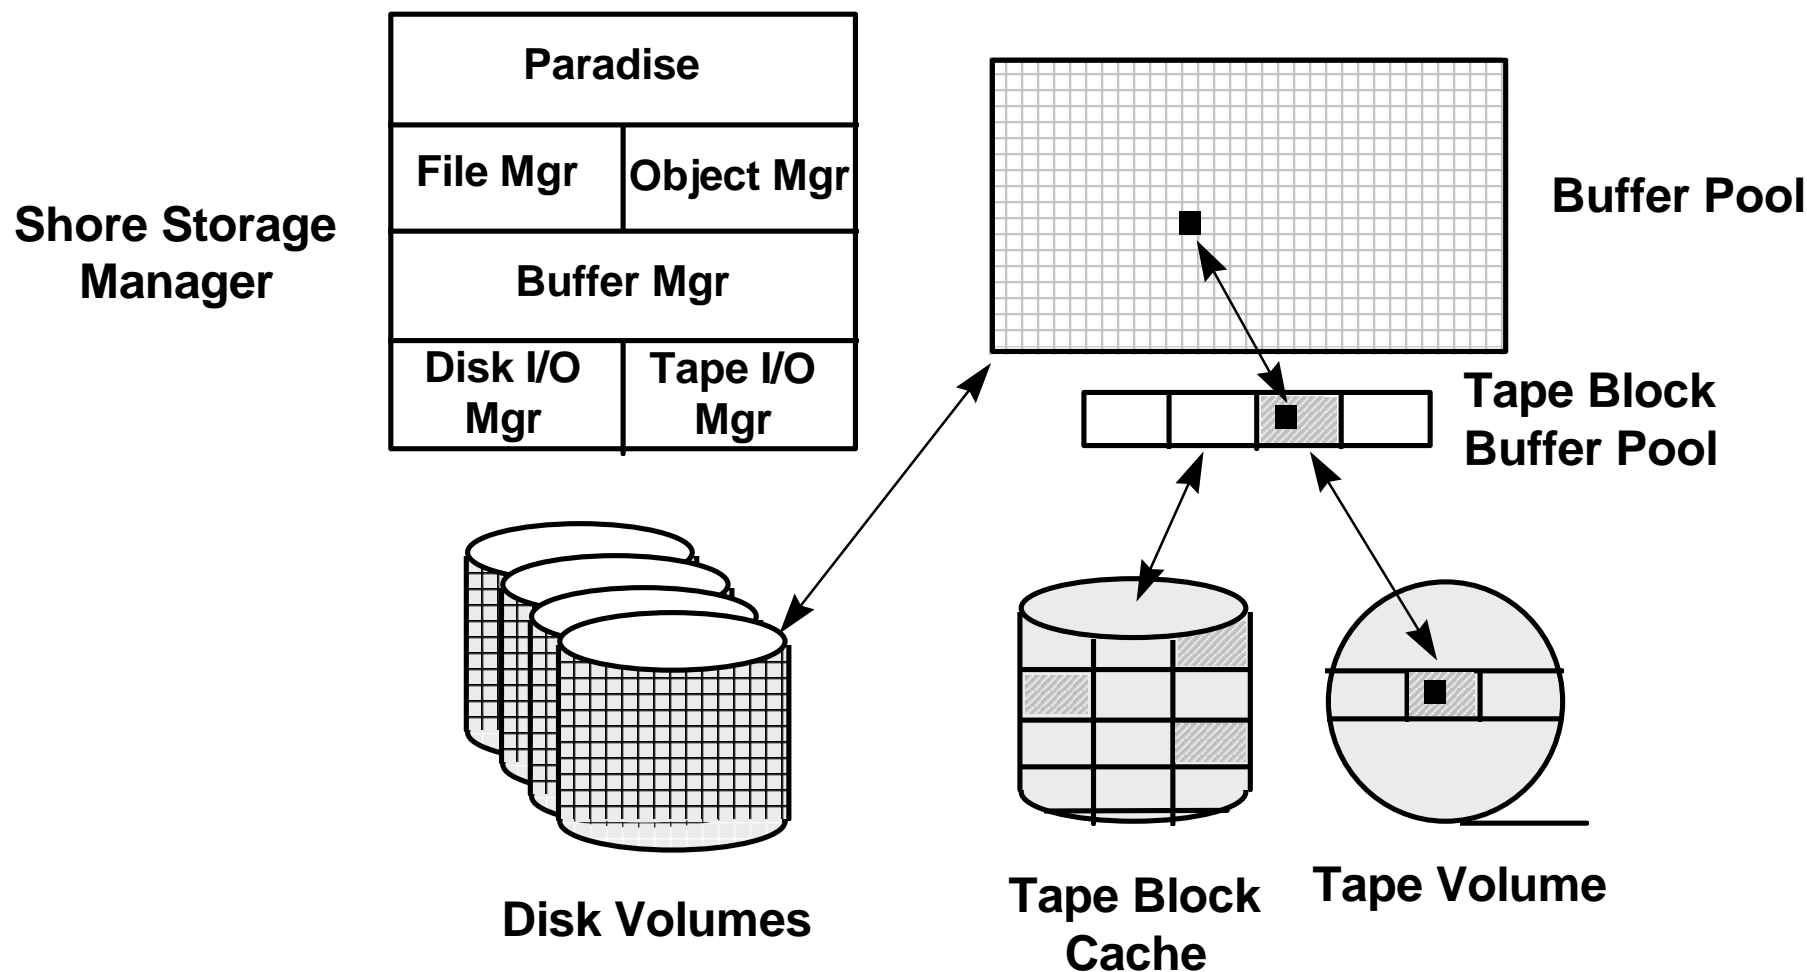 Shore Storage
Manager
Paradise
File Mgr
Object Mgr
Buffer Mgr
Disk I/O
Mgr
Tape I/O
Mgr
Buffer Pool
Tape Block
Buffer Pool
Disk Volumes
Tape Block
Cache
Tape Volume